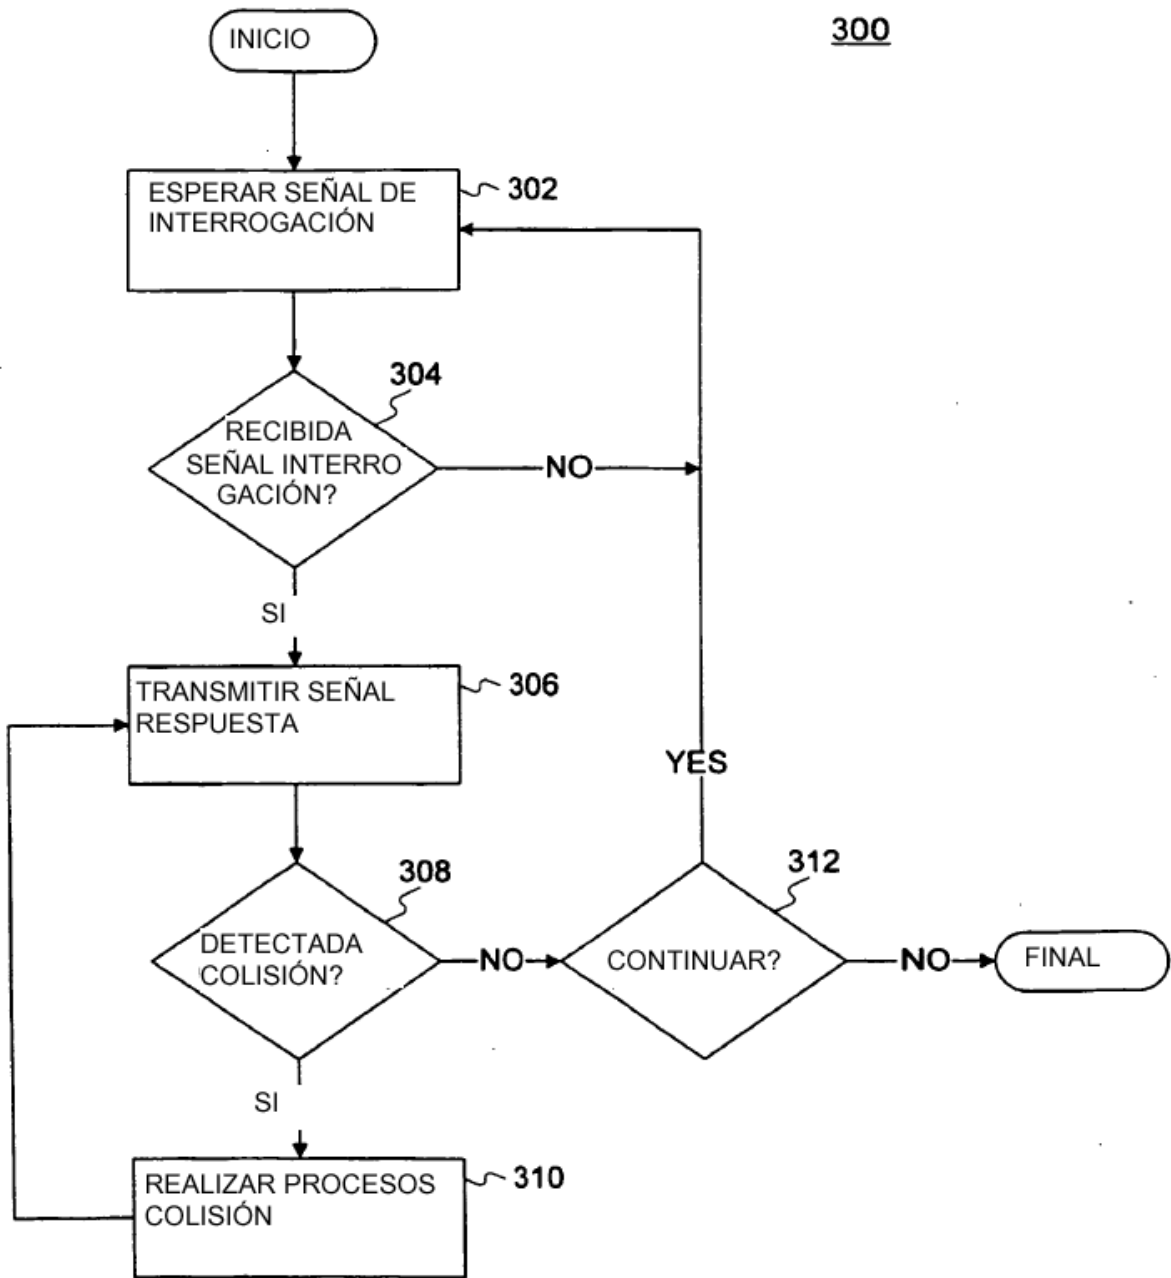 300
INICIO
ESPERAR SEÑAL DE
INTERROGACIÓN
302
304
RECIBIDA
SEÑAL INTERRO
GACIÓN?
NO
SI
TRANSMITIR SEÑAL
RESPUESTA
306
YES
308
DETECTADA
COLISIÓN?
NO
312
CONTINUAR?
NO
FINAL
SI
REALIZAR PROCESOS
COLISIÓN
310